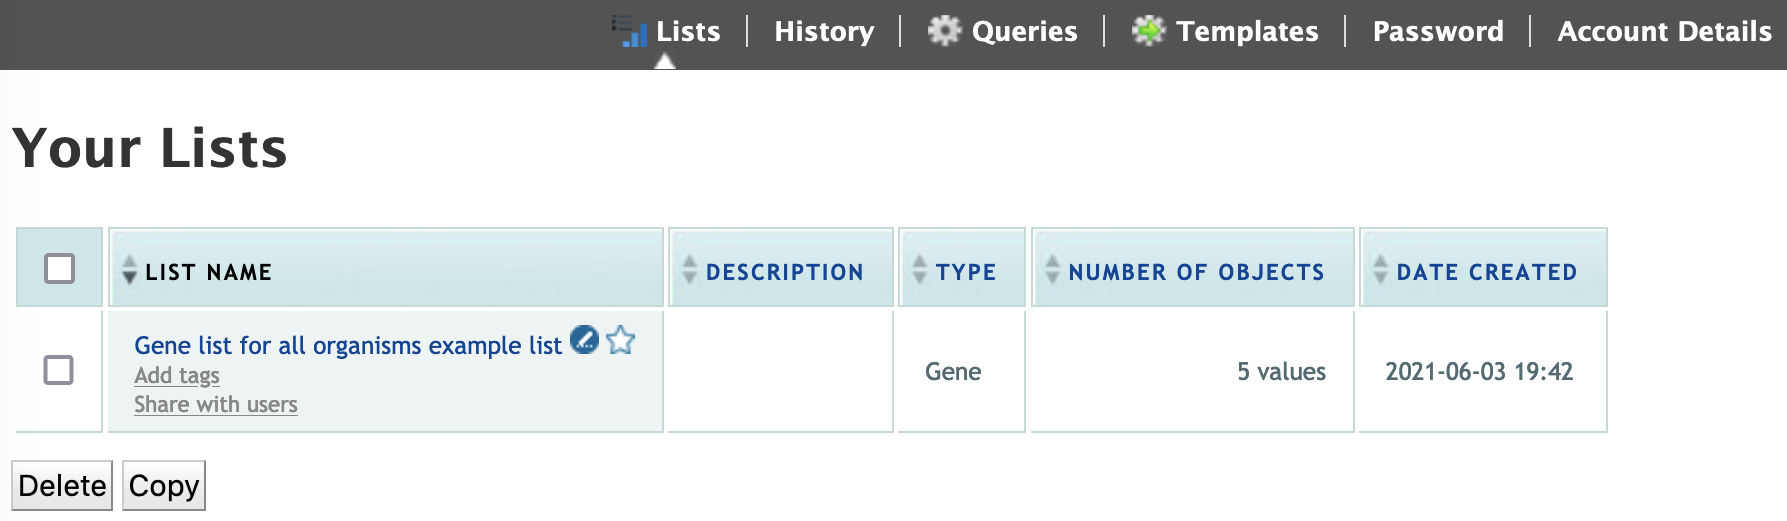 Lists | History | Queries | Templates | Password | Account Details
Your Lists
LIST NAME DESCRIPTION TYPE NUMBER OF OBJECTS DATE CREATED
Gene list for all organisms example list
Add tags
Gene 5 values 2021-06-03 19:42
Share with users
Delete Copy